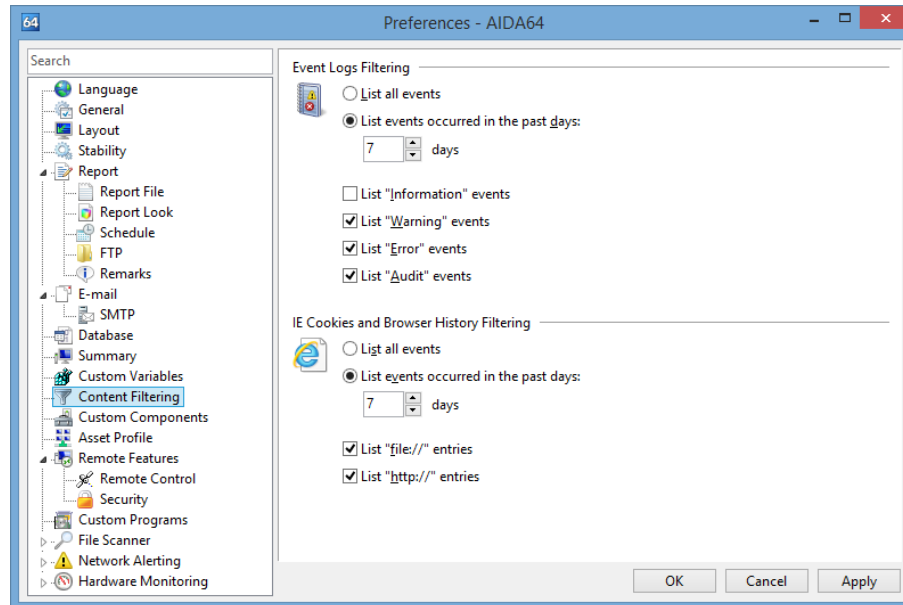 64
Preferences - AIDA64
Search
Language
General
Layout
Stability
Report
Report File
Report Look
Schedule
FTP
Remarks
E-mail
SMTP
Database
Summary
Custom Variables
Content Filtering
Custom Components
Asset Profile
Remote Features
Remote Control
Security
Custom Programs
File Scanner
Network Alerting
Hardware Monitoring
Event Logs Filtering
List all events
List events occurred in the past days:
7 days
List "Information" events
List "Warning" events
List "Error" events
List "Audit" events
IE Cookies and Browser History Filtering
List all events
List events occurred in the past days:
7 days
List "file://" entries
List "http://" entries
OK Cancel Apply